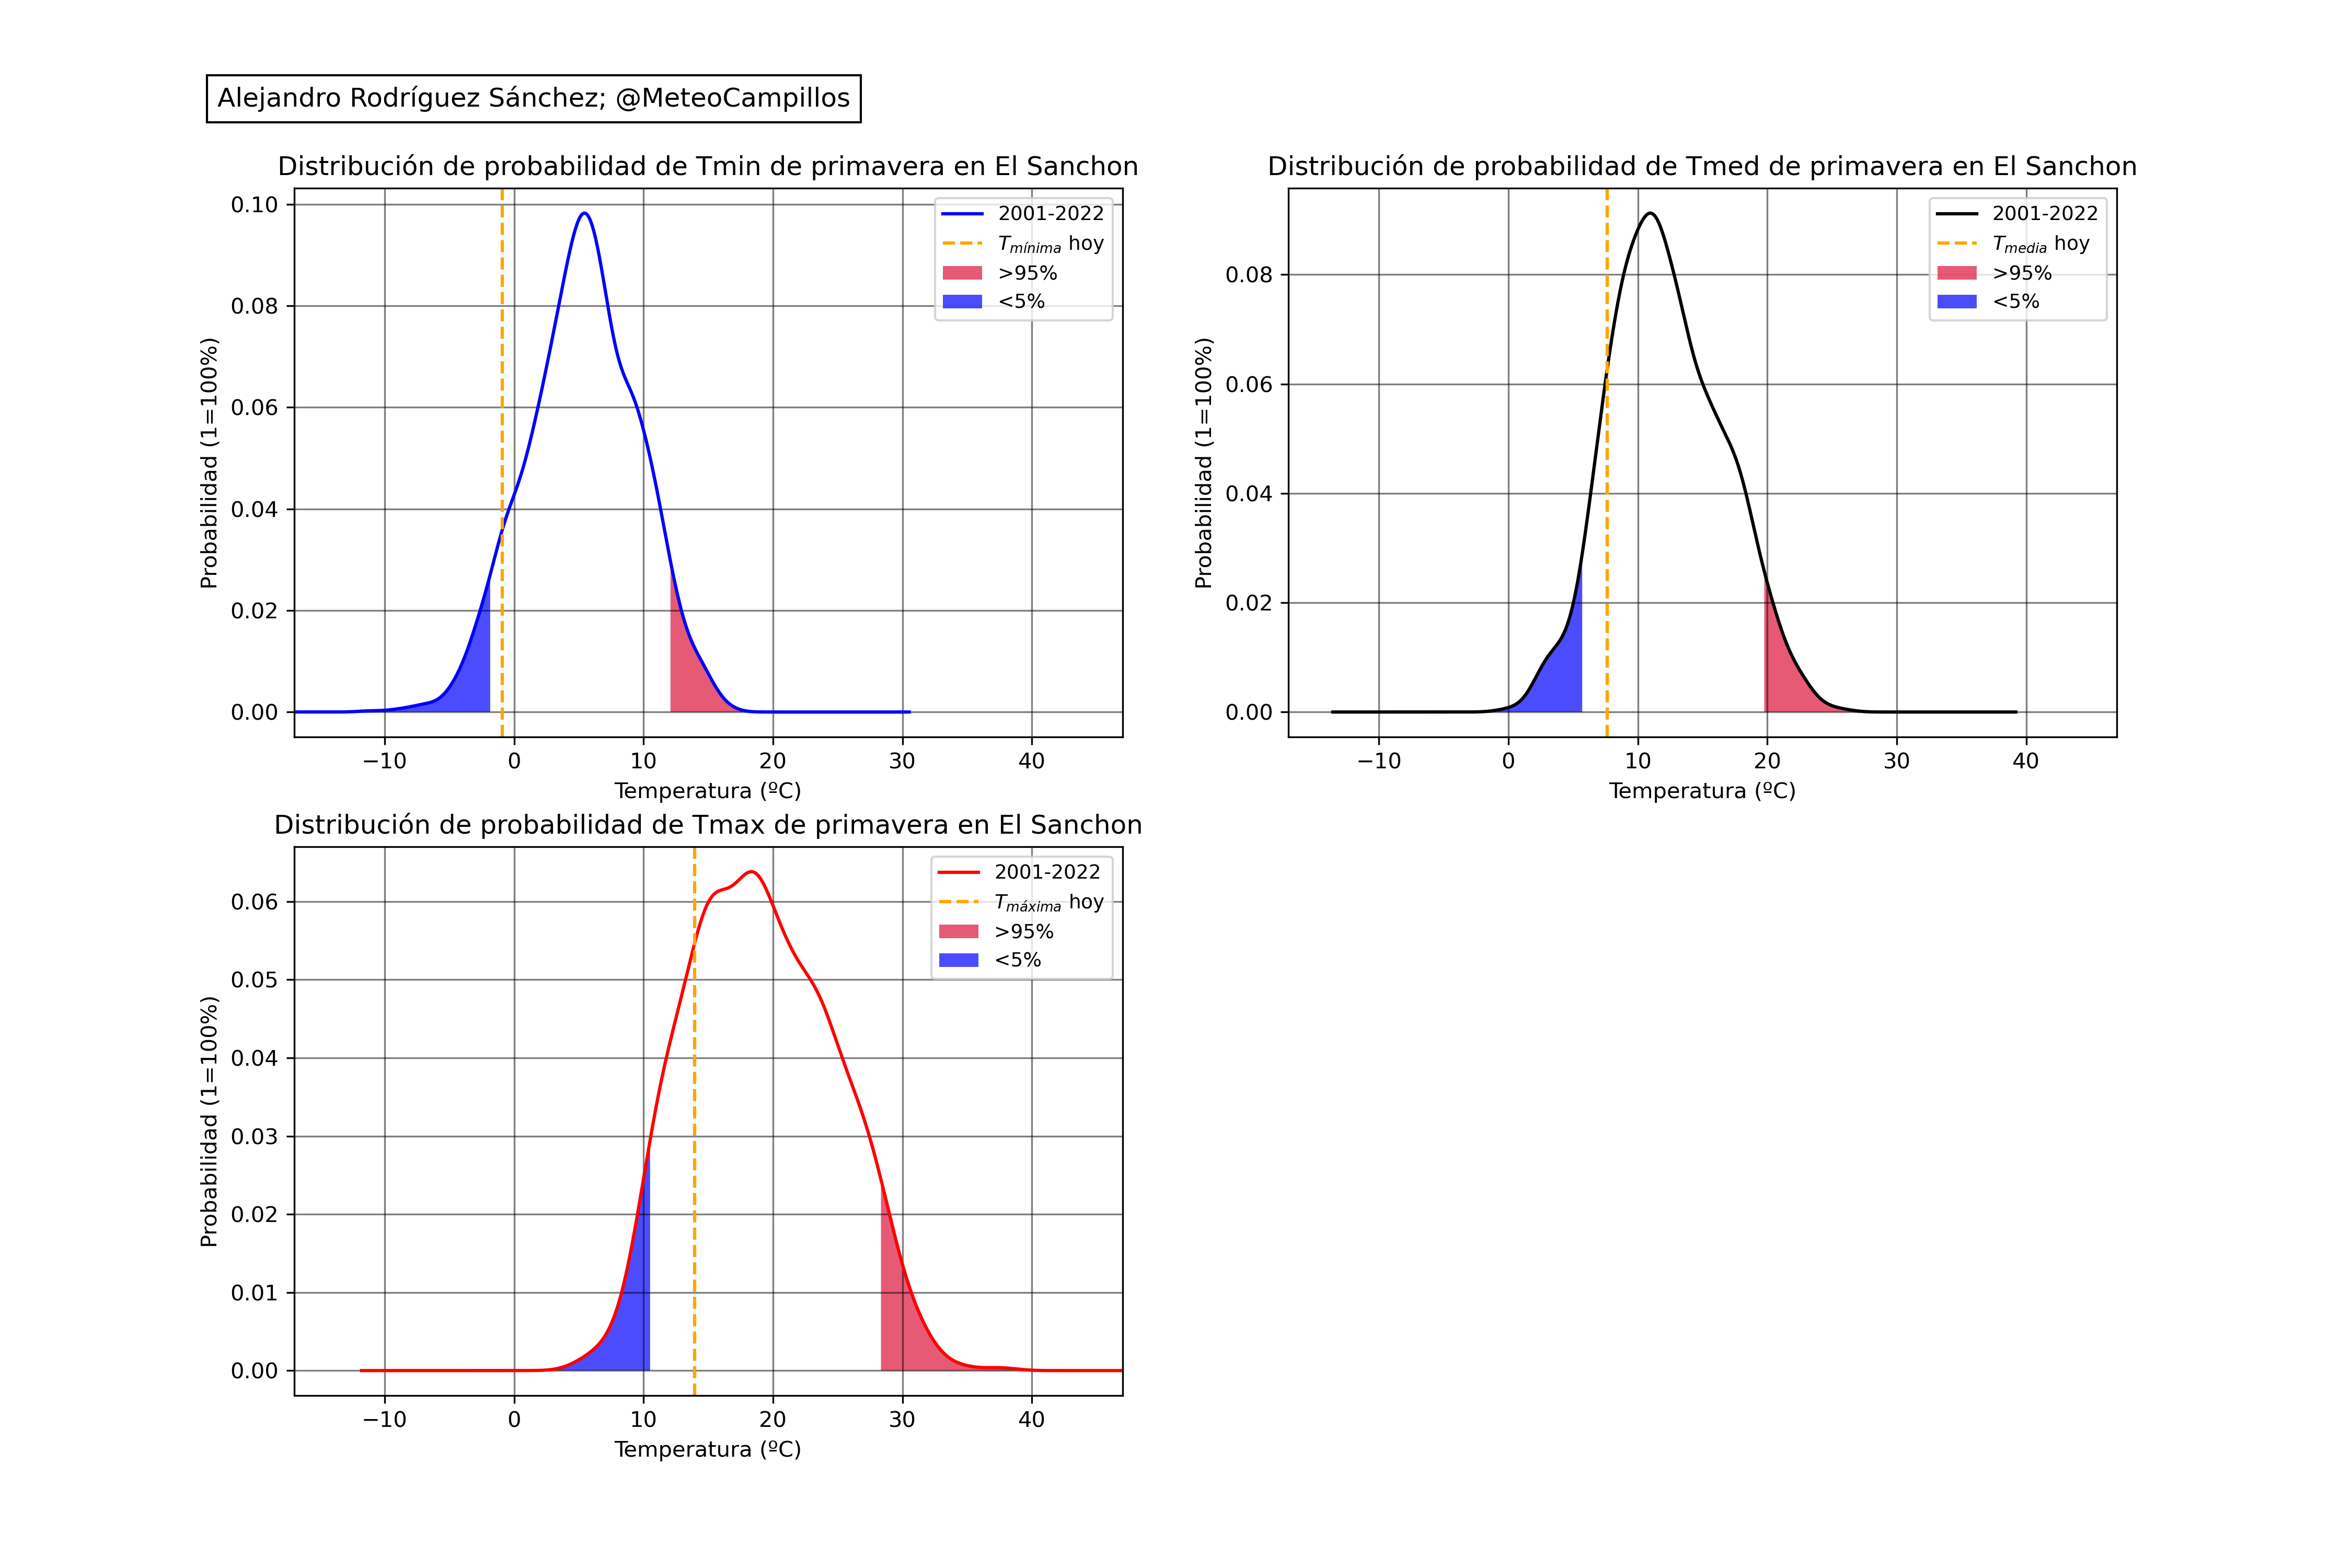 Alejandro Rodríguez Sánchez; @MeteoCampillos
Distribución de probabilidad de Tmin de primavera en El Sanchon
Probabilidad (1=100%)
0.10
0.08
0.06
0.04
0.02
0.00
−10 0 10 20 30 40
Temperatura (ºC)
2001-2022
Tmínima hoy
>95%
<5%
Distribución de probabilidad de Tmed de primavera en El Sanchon
Probabilidad (1=100%)
0.08
0.06
0.04
0.02
0.00
−10 0 10 20 30 40
Temperatura (ºC)
2001-2022
Tmedia hoy
>95%
<5%
Distribución de probabilidad de Tmax de primavera en El Sanchon
Probabilidad (1=100%)
0.06
0.05
0.04
0.03
0.02
0.01
0.00
−10 0 10 20 30 40
Temperatura (ºC)
2001-2022
Tmáxima hoy
>95%
<5%